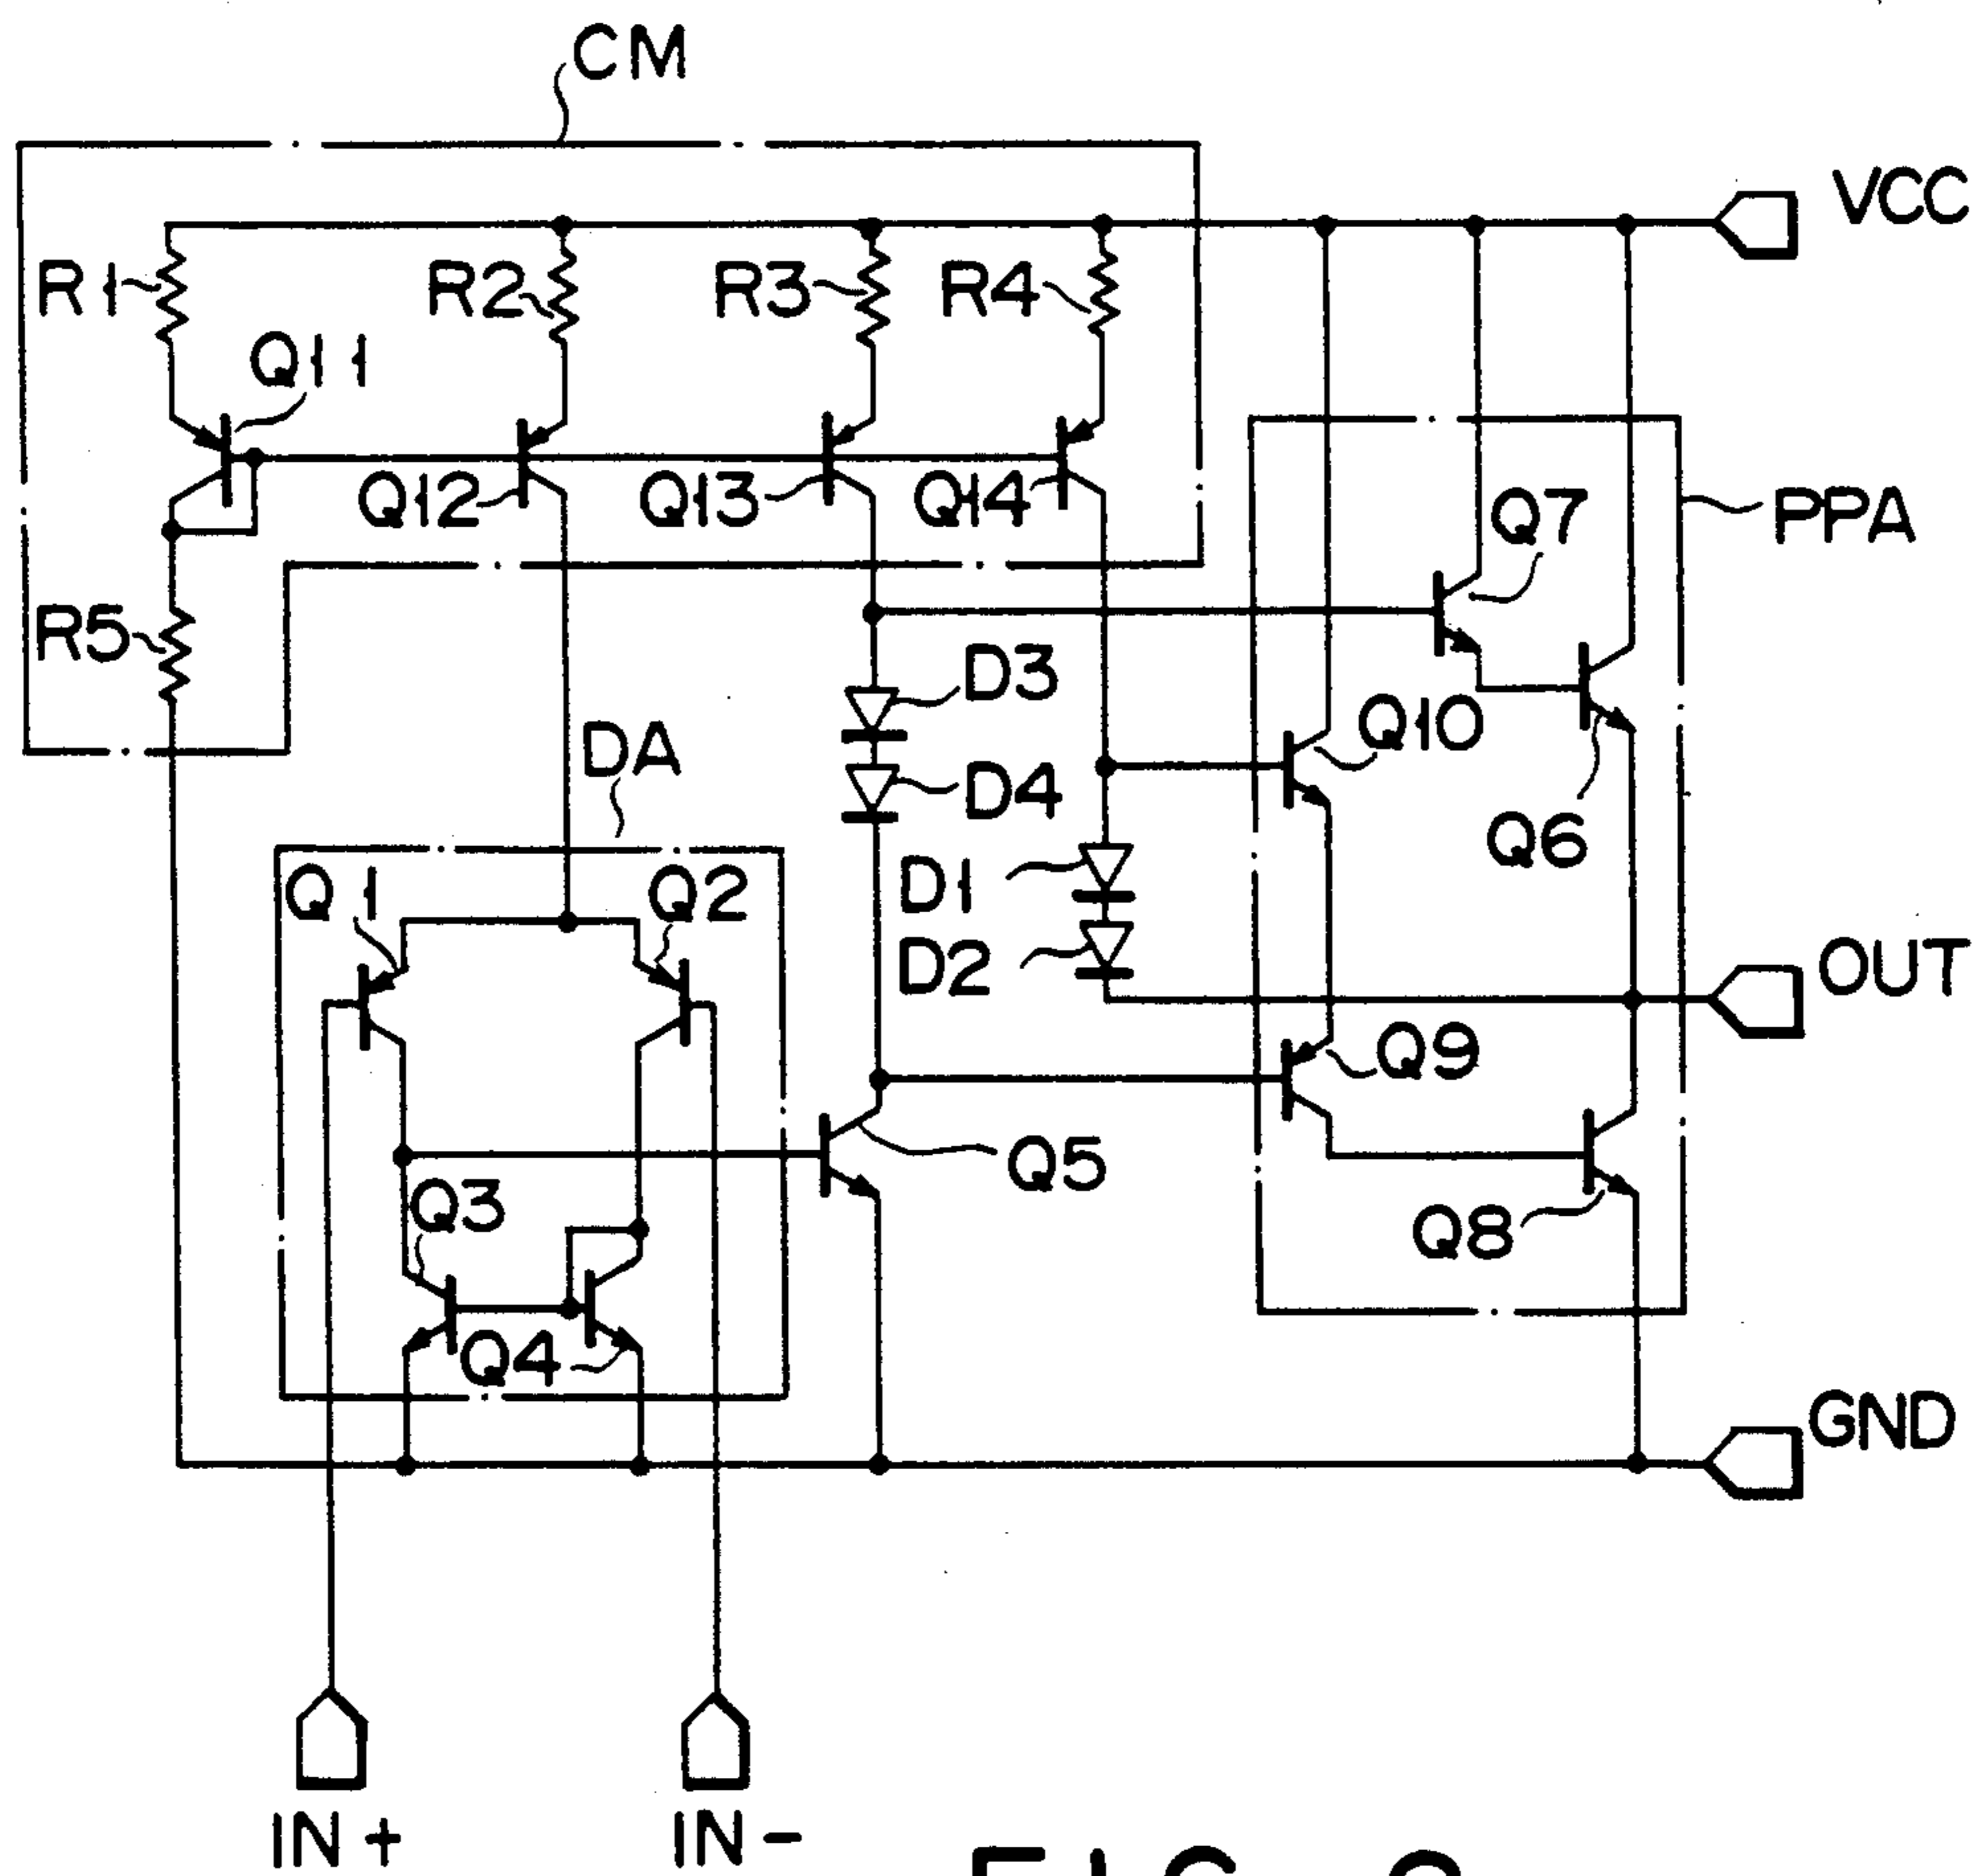 CM
VCC
R1
R2
R3
R4
Q11
Q12
Q13
Q14
Q7
PPA
R5
D3
DA
Q10
D4
Q6
Q1
Q2
D1
D2
OUT
Q9
Q5
Q3
Q8
Q4
GND
IN+
IN-